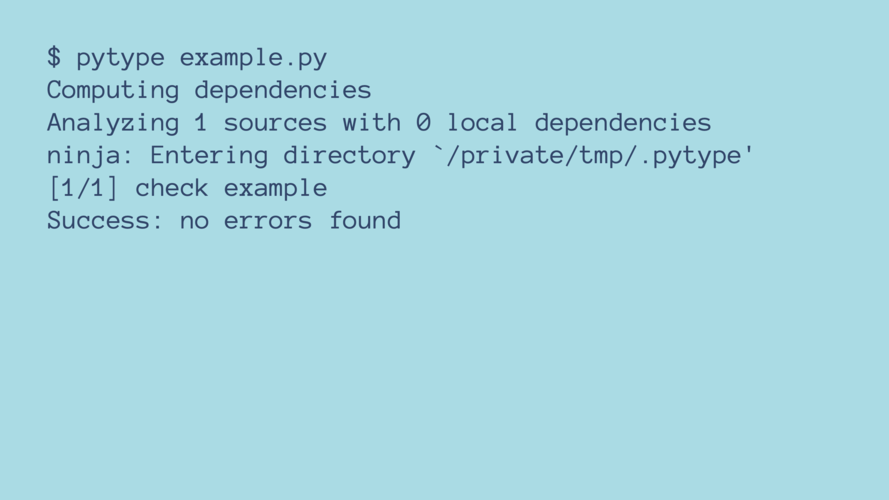 $ pytype example.py
Computing dependencies
Analyzing 1 sources with 0 local dependencies
ninja: Entering directory `/private/tmp/.pytype'
[1/1] check example
Success: no errors found